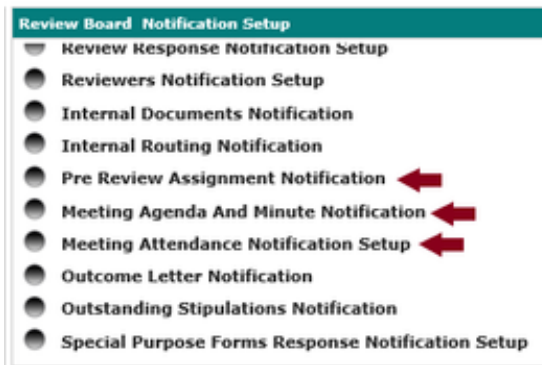 Review Board Notification Setup
Review Response Notification Setup
Reviewers Notification Setup
Internal Documents Notification
Internal Routing Notification
Pre Review Assignment Notification
Meeting Agenda And Minute Notification
Meeting Attendance Notification Setup
Outcome Letter Notification
Outstanding Stipulations Notification
Special Purpose Forms Response Notification Setup